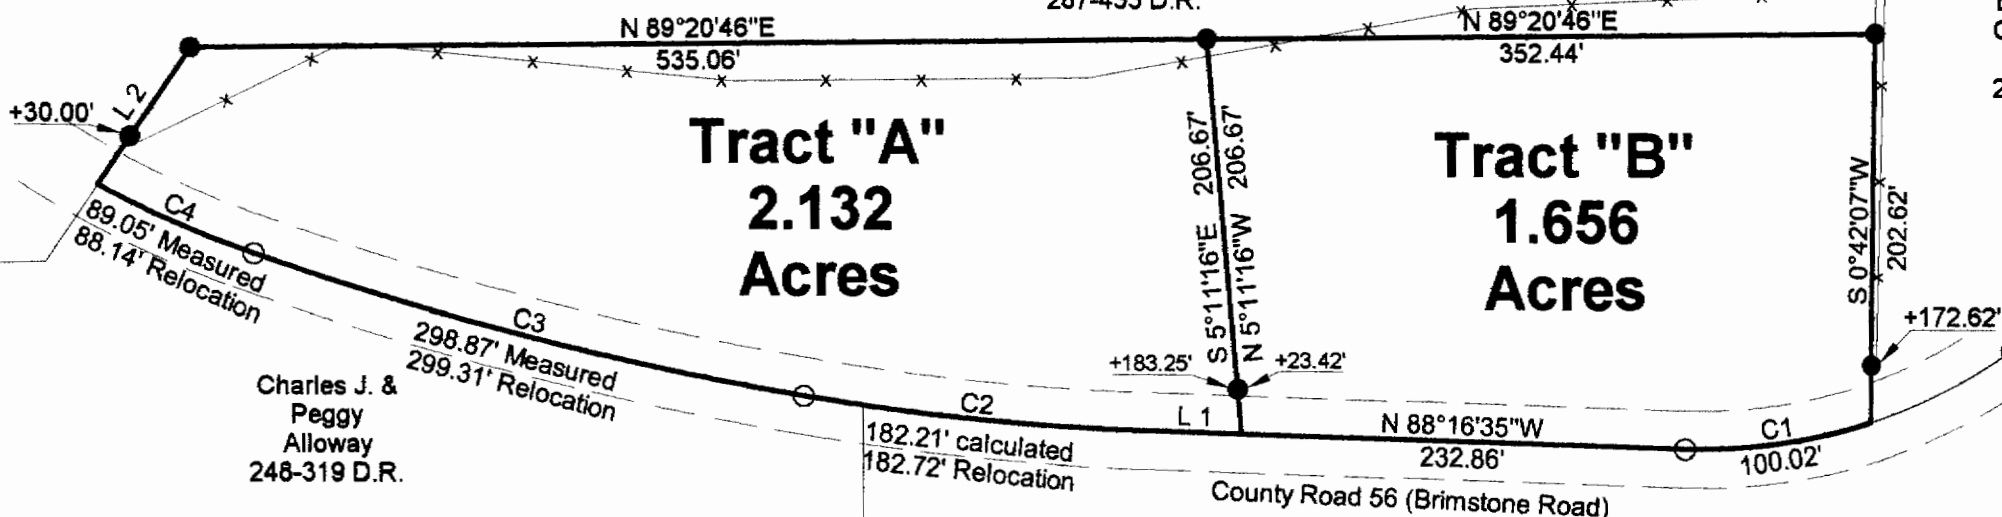 287-455 D.R.
N 89°20'46"E
535.06'
N 89°20'46"E
352.44'
L 2
+30.00'
Tract "A"
2.132
Acres
206.67'
206.67'
S 5°11'16"E
N 5°11'16"W
Tract "B"
1.656
Acres
S 0°42'07"W
202.62'
+172.62'
+183.25'
+23.42'
C4
89.05' Measured
88.14' Relocation
C3
298.87' Measured
299.31' Relocation
C2
182.21' calculated
182.72' Relocation
L 1
N 88°16'35"W
232.86'
C1
100.02'
Charles J. &
Peggy
Alloway
248-319 D.R.
County Road 56 (Brimstone Road)